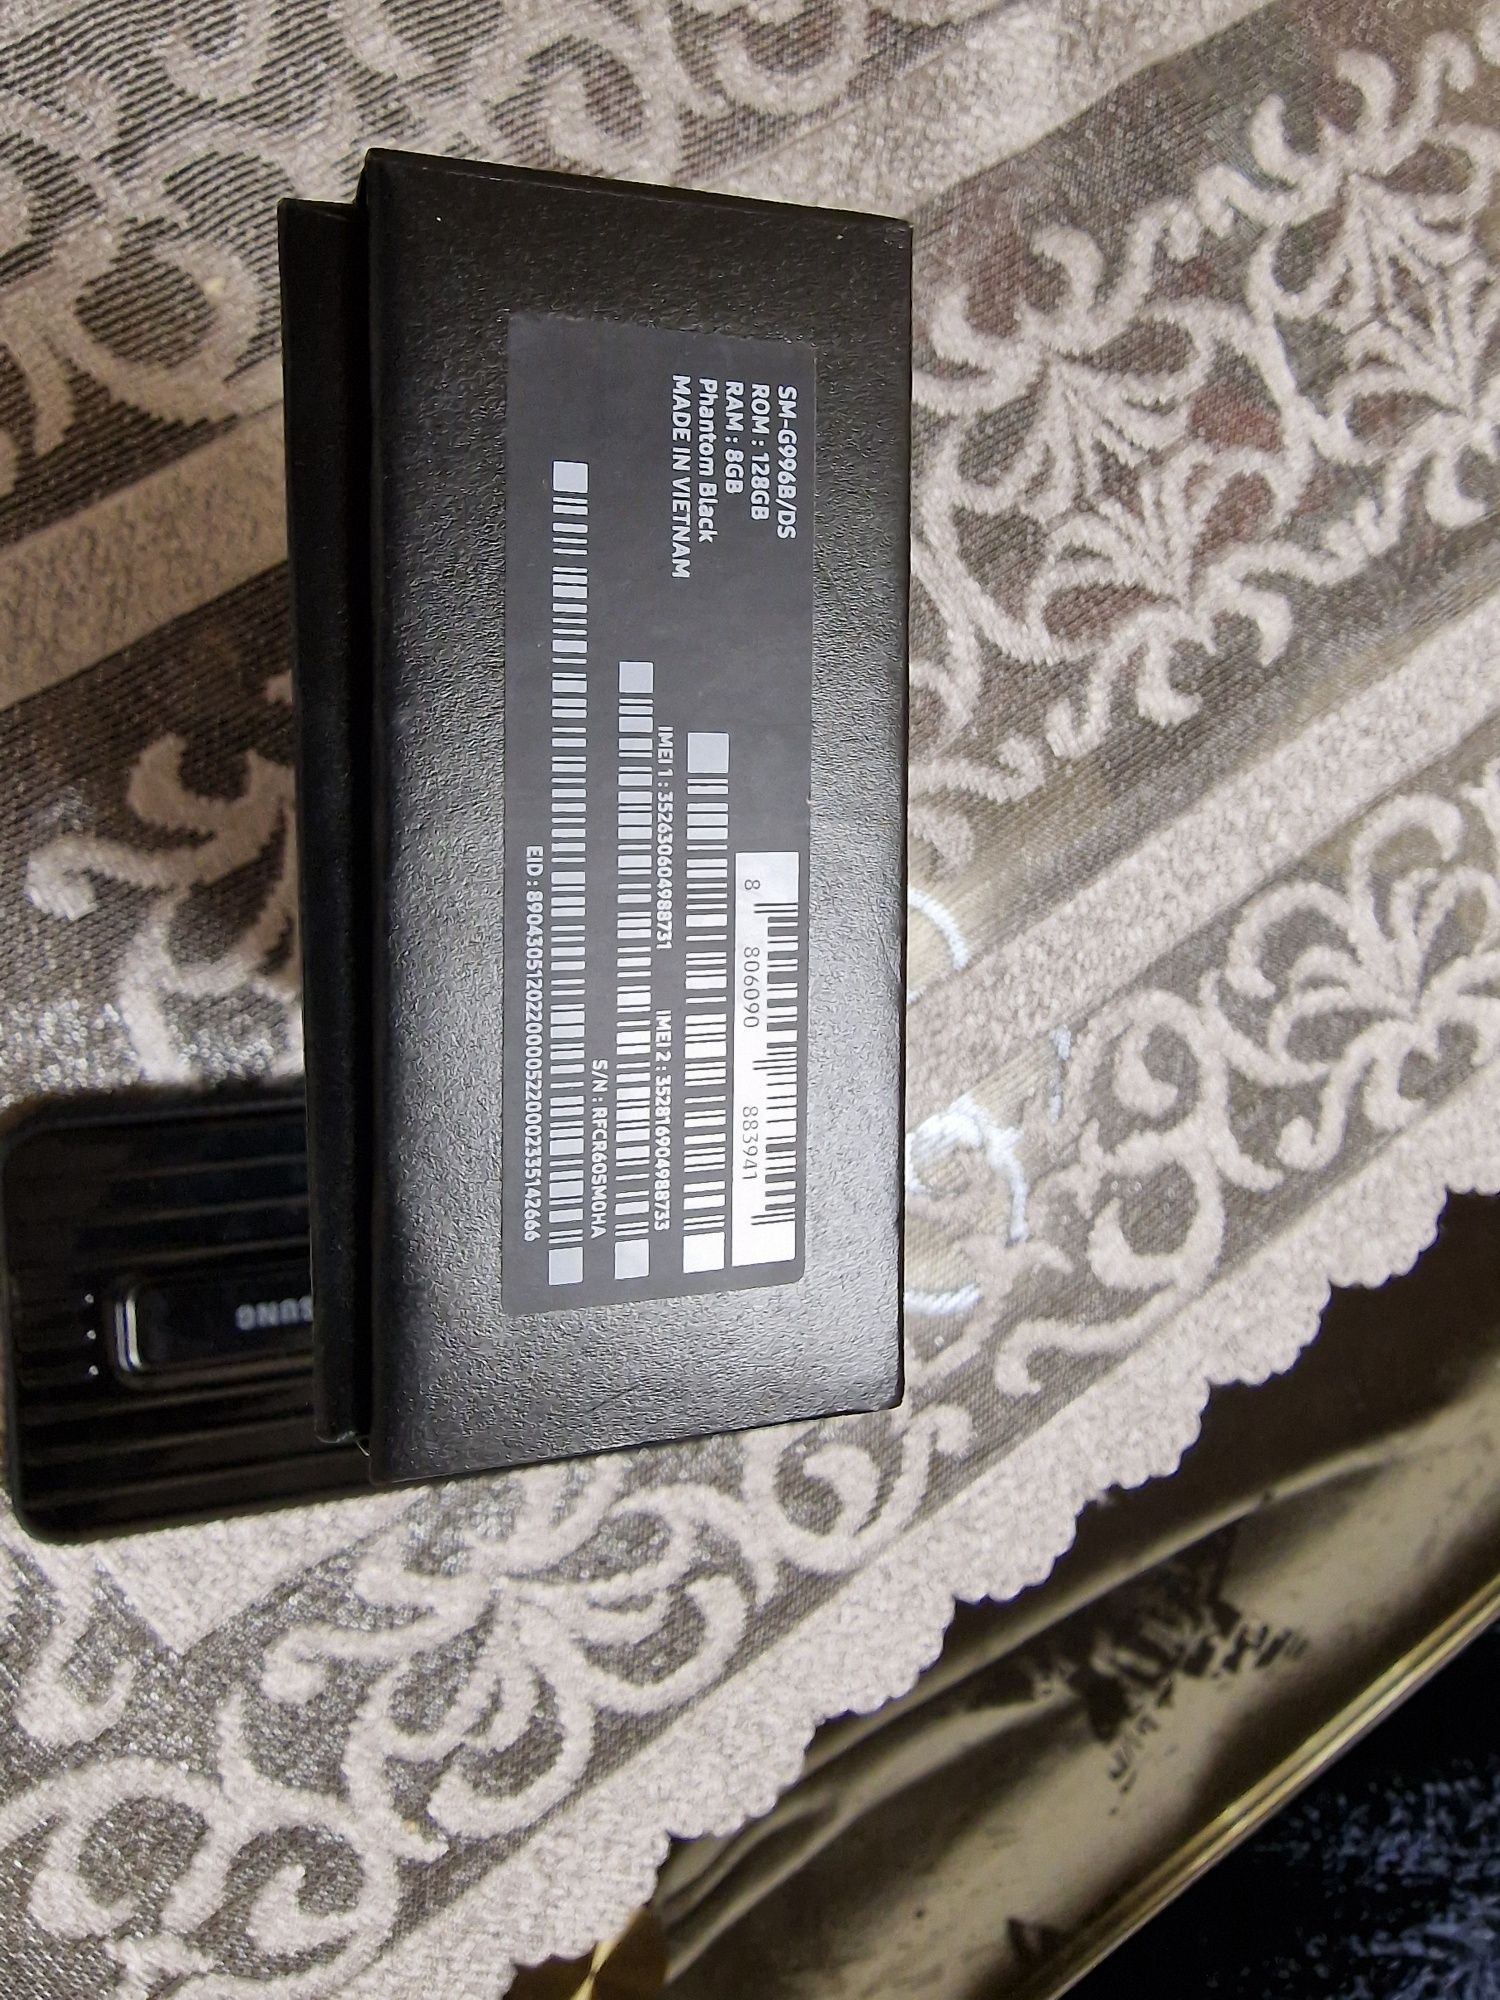 SM-G996B/DS
ROM : 128GB
RAM : 8GB
Phantom Black
MADE IN VIETNAM
8 806090 883941
IMEI 1 : 352630604988731 IMEI 2 : 352816904988733
S/N : RFCR60SM0HA
EID : 89043051202200005220002335142666
SUNG